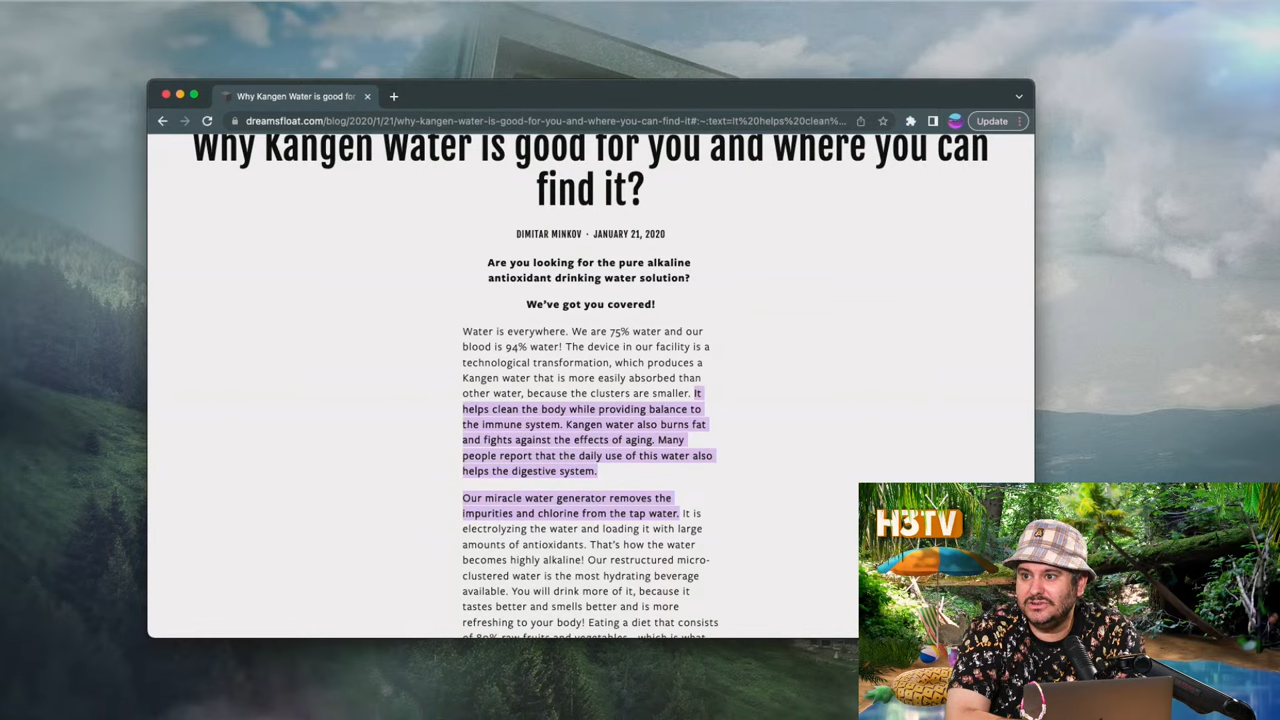 Why Kangen Water is good for
Update
dreamsfloat.com/blog/2020/1/21/why-kangen-water-is-good-for-you-and-where-you-can-find-it#:~:text=It%20helps%20clean%...
Why Kangen Water is good for you and where you can
find it?
DIMITAR MINKOV · JANUARY 21, 2020
Are you looking for the pure alkaline
antioxidant drinking water solution?
We've got you covered!
Water is everywhere. We are 75% water and our
blood is 94% water! The device in our facility is a
technological transformation, which produces a
Kangen water that is more easily absorbed than
other water, because the clusters are smaller. It
helps clean the body while providing balance to
the immune system. Kangen water also burns fat
and fights against the effects of aging. Many
people report that the daily use of this water also
helps the digestive system.
Our miracle water generator removes the
impurities and chlorine from the tap water. It is
electrolyzing the water and loading it with large
amounts of antioxidants. That's how the water
becomes highly alkaline! Our restructured micro-
clustered water is the most hydrating beverage
available. You will drink more of it, because it
tastes better and smells better and is more
refreshing to your body! Eating a diet that consists
of 80% raw fruits and vegetables - which is what
H3TV